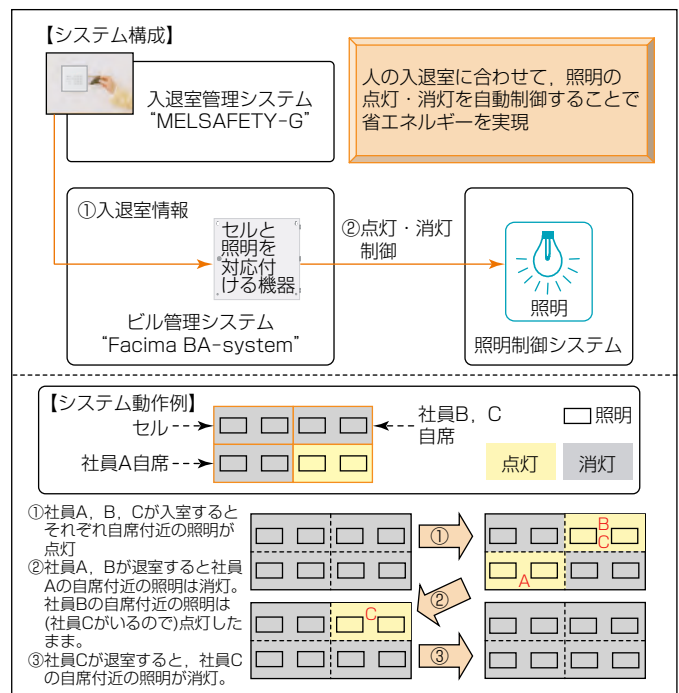 【システム構成】
入退室管理システム
"MELSAFETY-G"
人の入退室に合わせて，照明の
点灯・消灯を自動制御することで
省エネルギーを実現
①入退室情報
セルと
照明を
対応付
ける機器
②点灯・消灯
制御
照明
ビル管理システム
"Facima BA-system"
照明制御システム
【システム動作例】
セル
社員A自席
社員B，C
自席
照明
点灯
消灯
①社員A，B，Cが入室すると
それぞれ自席付近の照明が
点灯
②社員A，Bが退室すると社員
Aの自席付近の照明は消灯。
社員Bの自席付近の照明は
(社員Cがいるので)点灯した
まま。
③社員Cが退室すると，社員C
の自席付近の照明が消灯。
①
B
C
A
②
C
③